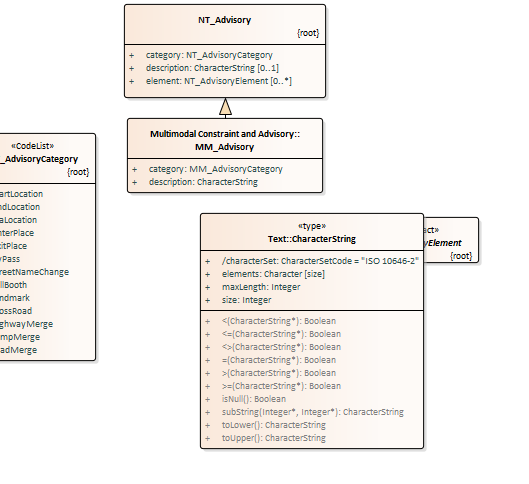 NT_Advisory
{root}
+ category: NT_AdvisoryCategory
+ description: CharacterString [0..1]
+ element: NT_AdvisoryElement [0..*]
Multimodal Constraint and Advisory::
MM_Advisory
+ category: MM_AdvisoryCategory
+ description: CharacterString
«CodeList»
_AdvisoryCategory
{root}
artLocation
ndLocation
aLocation
nterPlace
xitPlace
yPass
reetNameChange
llBooth
ndmark
ossRoad
ghwayMerge
mpMerge
adMerge
«type»
Text::CharacterString
+ /characterSet: CharacterSetCode = "ISO 10646-2"
+ elements: Character [size]
+ maxLength: Integer
+ size: Integer
+ <(CharacterString*): Boolean
+ <=(CharacterString*): Boolean
+ <>(CharacterString*): Boolean
+ =(CharacterString*): Boolean
+ >(CharacterString*): Boolean
+ >=(CharacterString*): Boolean
+ isNull(): Boolean
+ subString(Integer*, Integer*): CharacterString
+ toLower(): CharacterString
+ toUpper(): CharacterString
act»
yElement
{root}